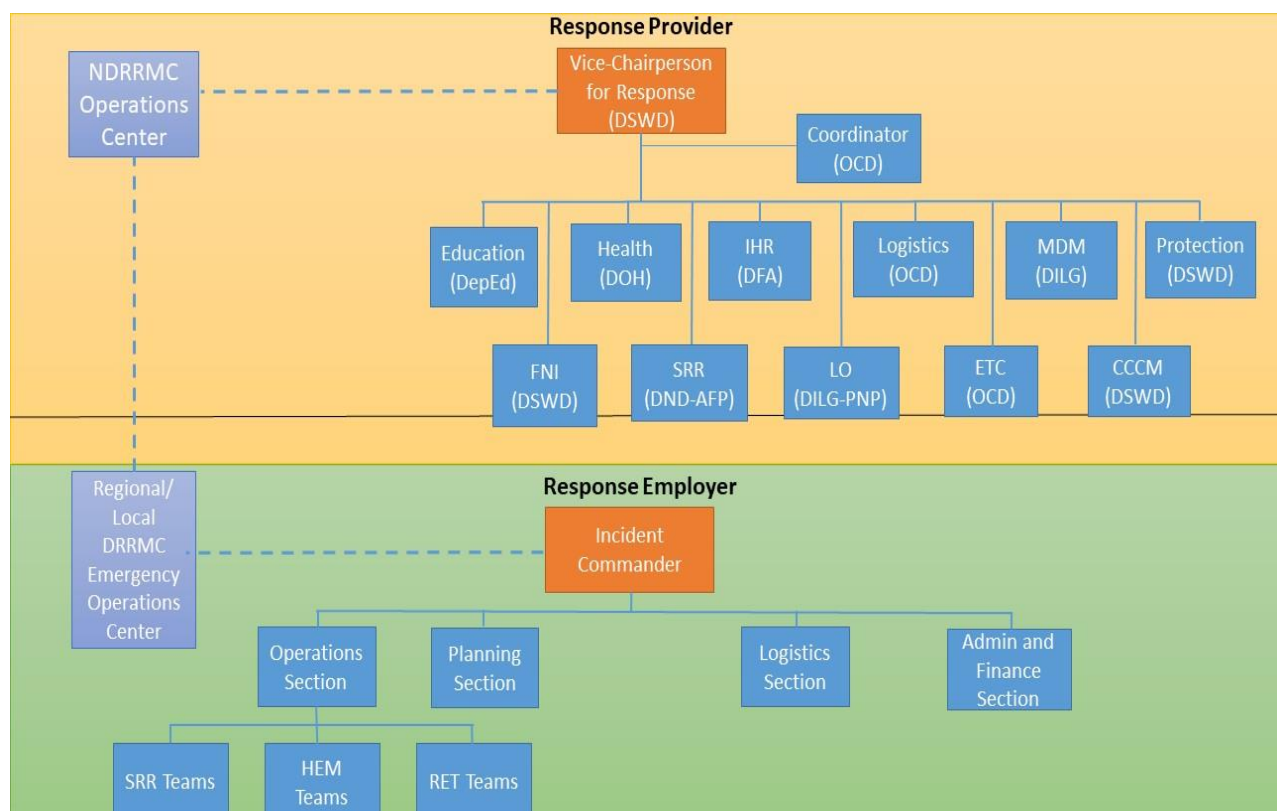 Response Provider
NDRRMC
Operations
Center
Vice-Chairperson
for Response
(DSWD)
Coordinator
(OCD)
Education
(DepEd)
Health
(DOH)
IHR
(DFA)
Logistics
(OCD)
MDM
(DILG)
Protection
(DSWD)
FNI
(DSWD)
SRR
(DND-AFP)
LO
(DILG-PNP)
ETC
(OCD)
CCCM
(DSWD)
Response Employer
Regional/
Local
DRRMC
Emergency
Operations
Center
Incident
Commander
Operations
Section
Planning
Section
Logistics
Section
Admin and
Finance
Section
SRR Teams
HEM
Teams
RET Teams